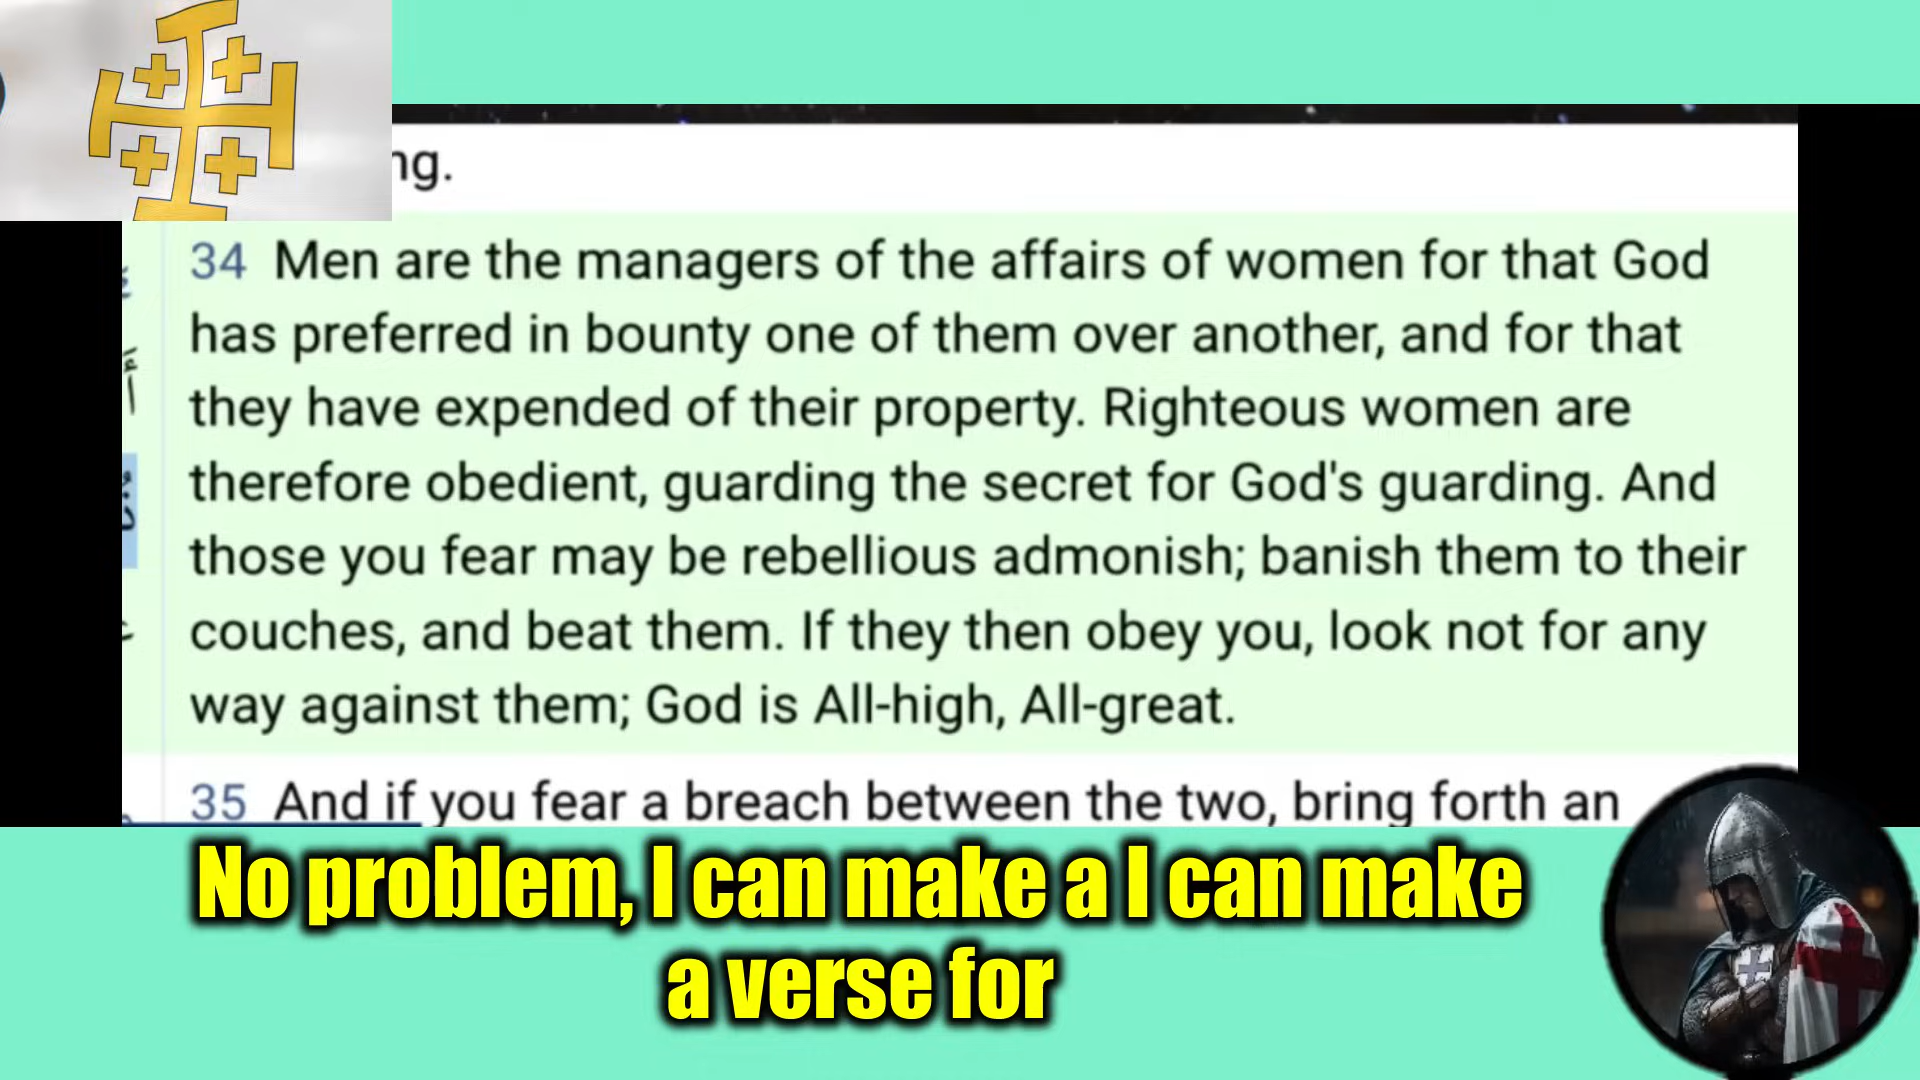 ng.
34 Men are the managers of the affairs of women for that God
has preferred in bounty one of them over another, and for that
they have expended of their property. Righteous women are
therefore obedient, guarding the secret for God's guarding. And
those you fear may be rebellious admonish; banish them to their
couches, and beat them. If they then obey you, look not for any
way against them; God is All-high, All-great.
35 And if you fear a breach between the two, bring forth an
No problem, I can make a I can make
a verse for